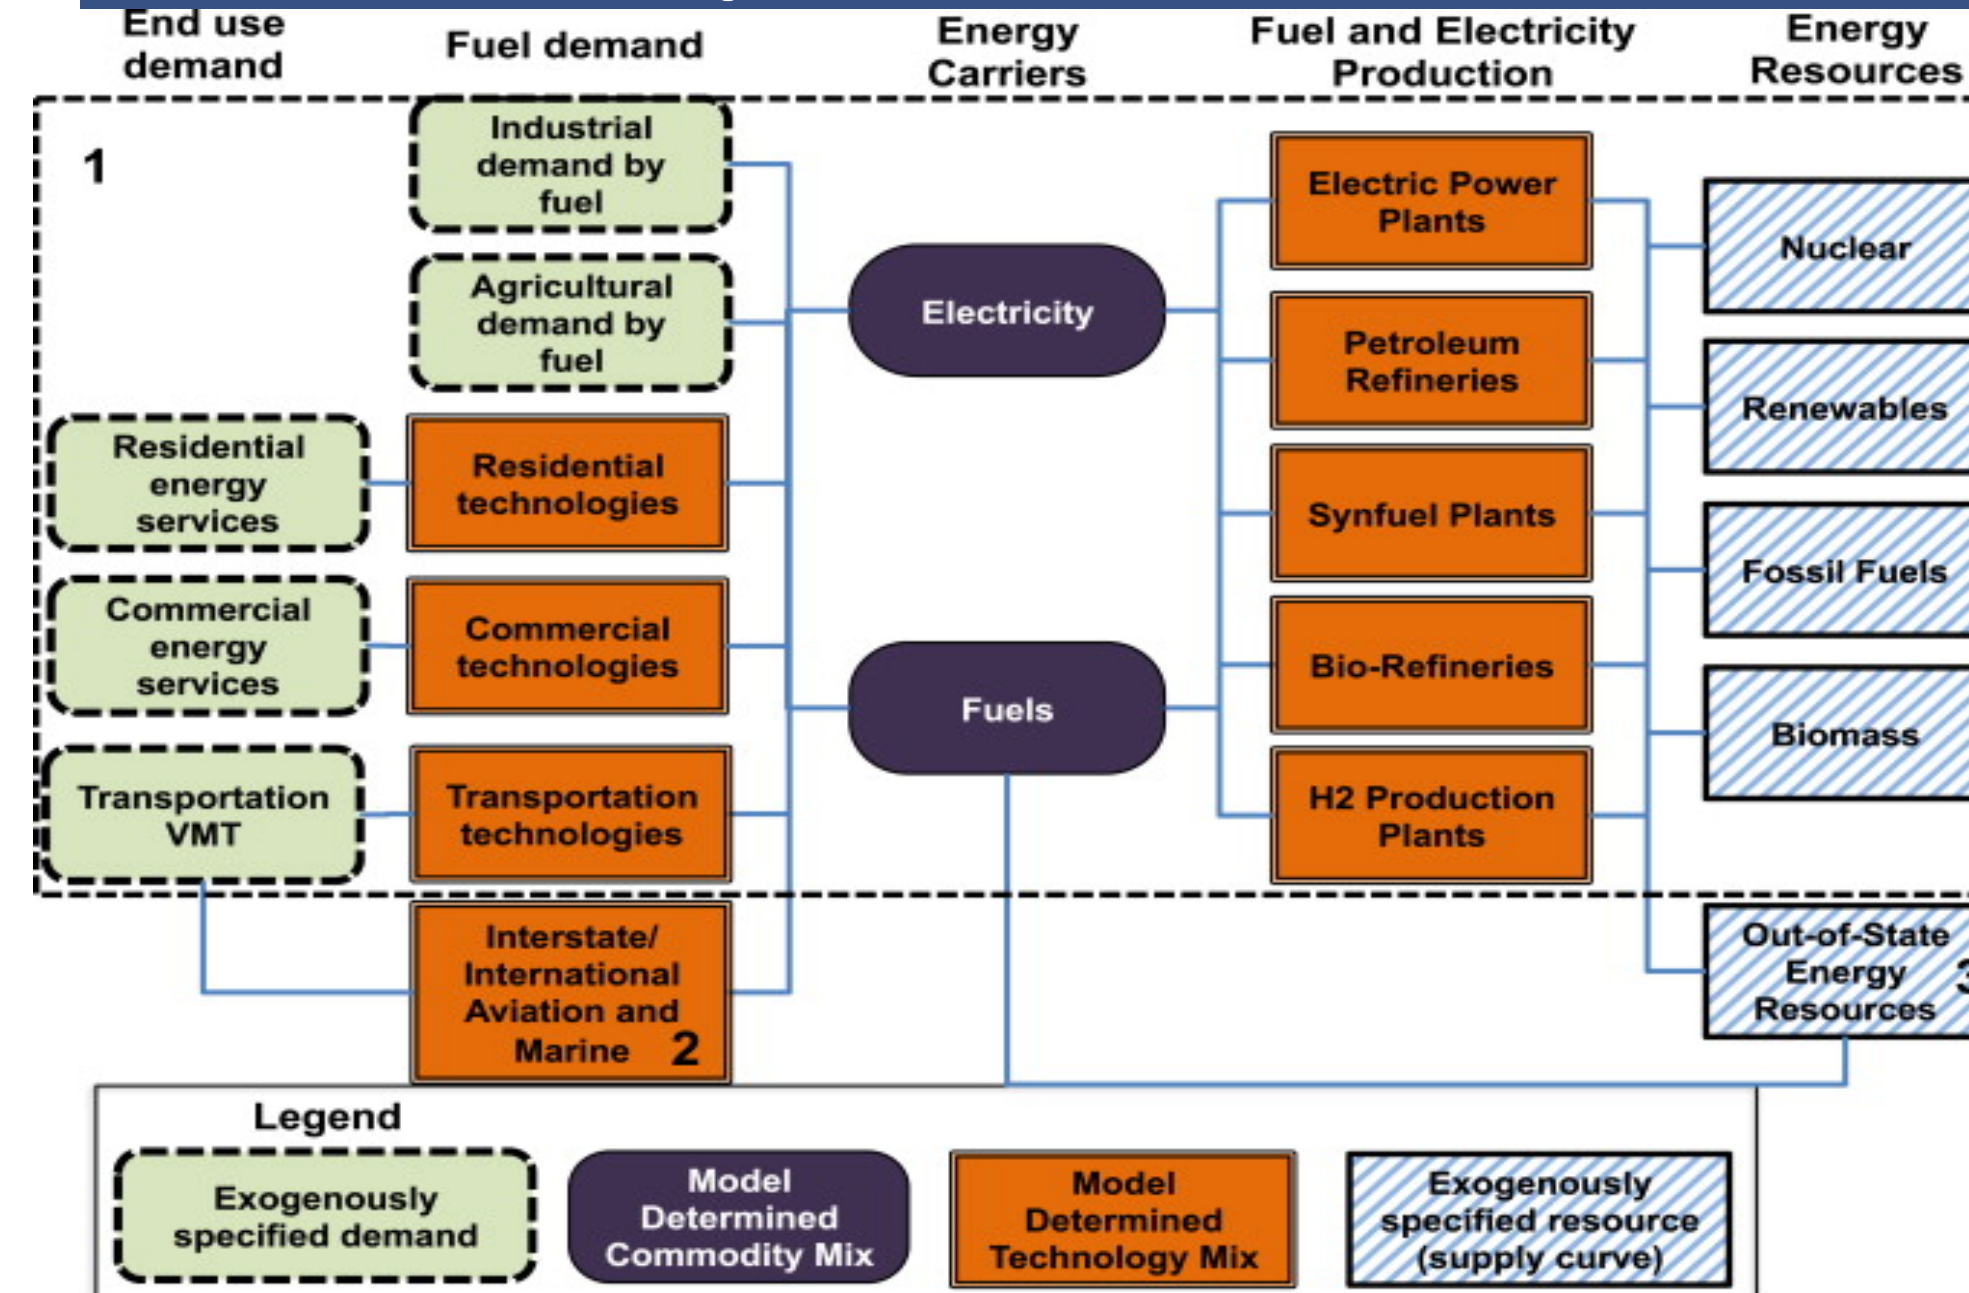 End use
demand
Fuel demand
Energy
Carriers
Fuel and Electricity
Production
Energy
Resources
1
Industrial
demand by
fuel
Agricultural
demand by
fuel
Residential
energy
services
Residential
technologies
Commercial
energy
services
Commercial
technologies
Transportation
VMT
Transportation
technologies
Interstate/
International
Aviation and
Marine 2
Electricity
Fuels
Electric Power
Plants
Petroleum
Refineries
Synfuel Plants
Bio-Refineries
H2 Production
Plants
Nuclear
Renewables
Fossil Fuels
Biomass
Out-of-State
Energy
Resources
3
Legend
Exogenously
specified demand
Model
Determined
Commodity Mix
Model
Determined
Technology Mix
Exogenously
specified resource
(supply curve)